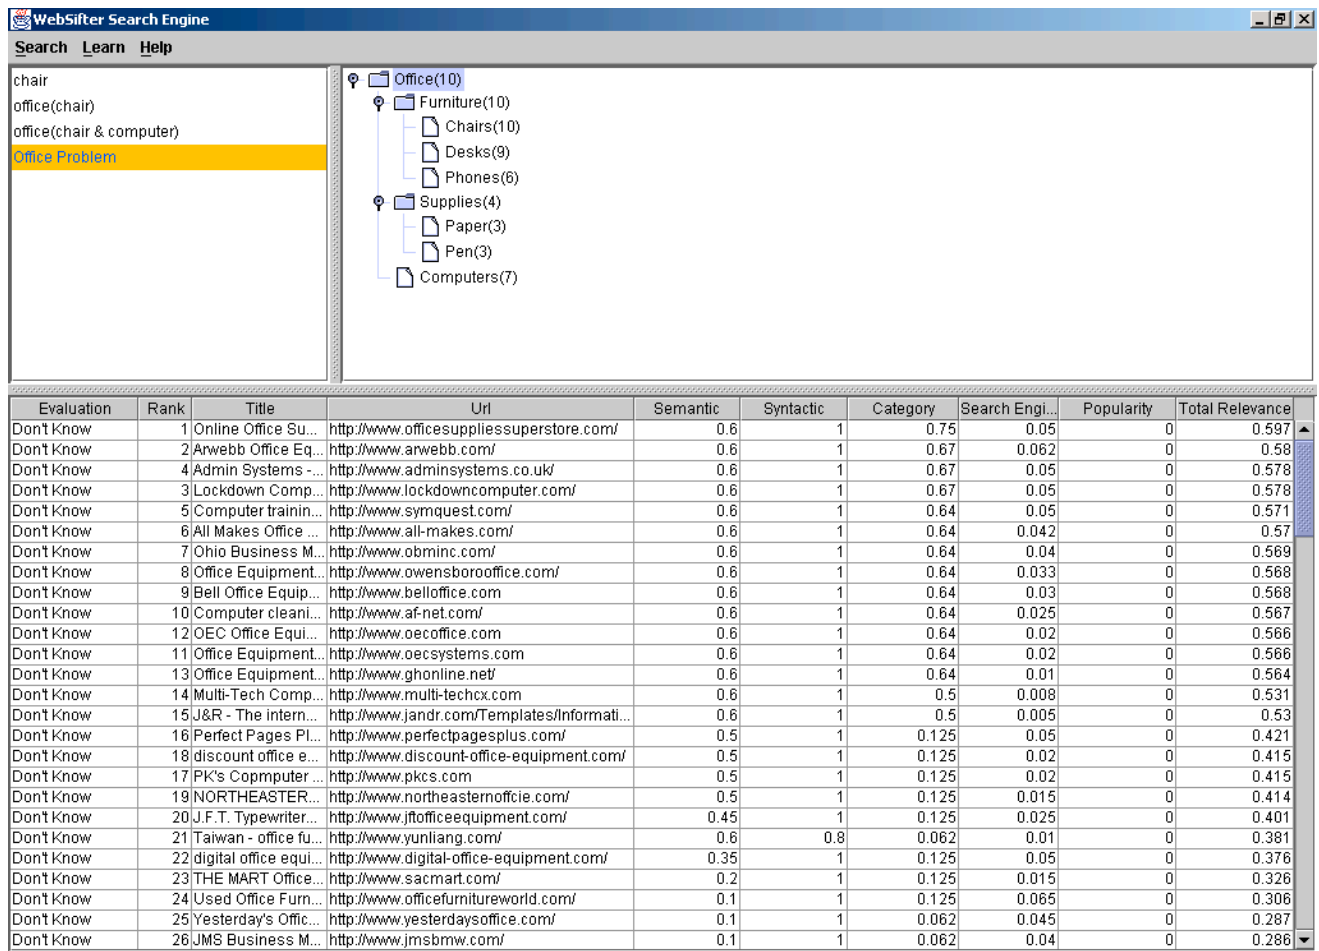 WebSifter Search Engine
Search Learn Help
chair
office(chair)
office(chair & computer)
Office Problem
Office(10)
Furniture(10)
Chairs(10)
Desks(9)
Phones(6)
Supplies(4)
Paper(3)
Pen(3)
Computers(7)
Evaluation Rank Title Url Semantic Syntactic Category Search Engi... Popularity Total Relevance
Don't Know 1 Online Office Su... http://www.officesuppliessuperstore.com/ 0.6 1 0.75 0.05 0 0.597
Don't Know 2 Arwebb Office Eq... http://www.arwebb.com/ 0.6 1 0.67 0.062 0 0.58
Don't Know 4 Admin Systems -... http://www.adminsystems.co.uk/ 0.6 1 0.67 0.05 0 0.578
Don't Know 3 Lockdown Comp... http://www.lockdowncomputer.com/ 0.6 1 0.67 0.05 0 0.578
Don't Know 5 Computer trainin... http://www.symquest.com/ 0.6 1 0.64 0.05 0 0.571
Don't Know 6 All Makes Office ... http://www.all-makes.com/ 0.6 1 0.64 0.042 0 0.57
Don't Know 7 Ohio Business M... http://www.obminc.com/ 0.6 1 0.64 0.04 0 0.569
Don't Know 8 Office Equipment... http://www.owensborooffice.com/ 0.6 1 0.64 0.033 0 0.568
Don't Know 9 Bell Office Equip... http://www.belloffice.com 0.6 1 0.64 0.03 0 0.568
Don't Know 10 Computer cleani... http://www.af-net.com/ 0.6 1 0.64 0.025 0 0.567
Don't Know 12 OEC Office Equi... http://www.oecoffice.com 0.6 1 0.64 0.02 0 0.566
Don't Know 11 Office Equipment... http://www.oecsystems.com 0.6 1 0.64 0.02 0 0.566
Don't Know 13 Office Equipment... http://www.ghonline.net/ 0.6 1 0.64 0.01 0 0.564
Don't Know 14 Multi-Tech Comp... http://www.multi-techcx.com 0.6 1 0.5 0.008 0 0.531
Don't Know 15 J&R - The intern... http://www.jandr.com/Templates/Informati... 0.6 1 0.5 0.005 0 0.53
Don't Know 16 Perfect Pages Pl... http://www.perfectpagesplus.com/ 0.5 1 0.125 0.05 0 0.421
Don't Know 18 discount office e... http://www.discount-office-equipment.com/ 0.5 1 0.125 0.02 0 0.415
Don't Know 17 PK's Copmputer ... http://www.pkcs.com 0.5 1 0.125 0.02 0 0.415
Don't Know 19 NORTHEASTER... http://www.northeasternoffcie.com/ 0.5 1 0.125 0.015 0 0.414
Don't Know 20 J.F.T. Typewriter... http://www.jftofficeequipment.com/ 0.45 1 0.125 0.025 0 0.401
Don't Know 21 Taiwan - office fu... http://www.yunliang.com/ 0.6 0.8 0.062 0.01 0 0.381
Don't Know 22 digital office equi... http://www.digital-office-equipment.com/ 0.35 1 0.125 0.05 0 0.376
Don't Know 23 THE MART Office... http://www.sacmart.com/ 0.2 1 0.125 0.015 0 0.326
Don't Know 24 Used Office Furn... http://www.officefurnitureworld.com/ 0.1 1 0.125 0.065 0 0.306
Don't Know 25 Yesterday's Offic... http://www.yesterdaysoffice.com/ 0.1 1 0.062 0.045 0 0.287
Don't Know 26 JMS Business M... http://www.jmsbmw.com/ 0.1 1 0.062 0.04 0 0.286